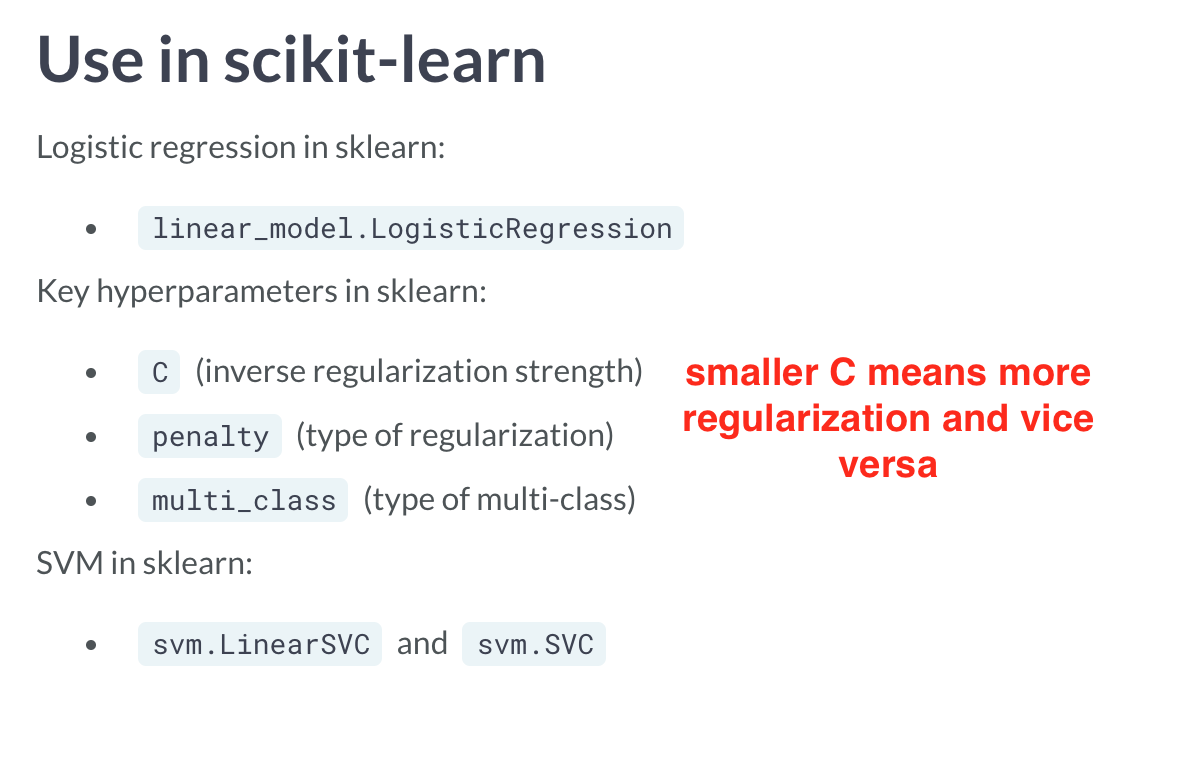 Use in scikit-learn
Logistic regression in sklearn:
• linear_model.LogisticRegression
Key hyperparameters in sklearn:
• C (inverse regularization strength)
• penalty (type of regularization)
• multi_class (type of multi-class)
smaller C means more
regularization and vice
versa
SVM in sklearn:
• svm.LinearSVC and svm.SVC